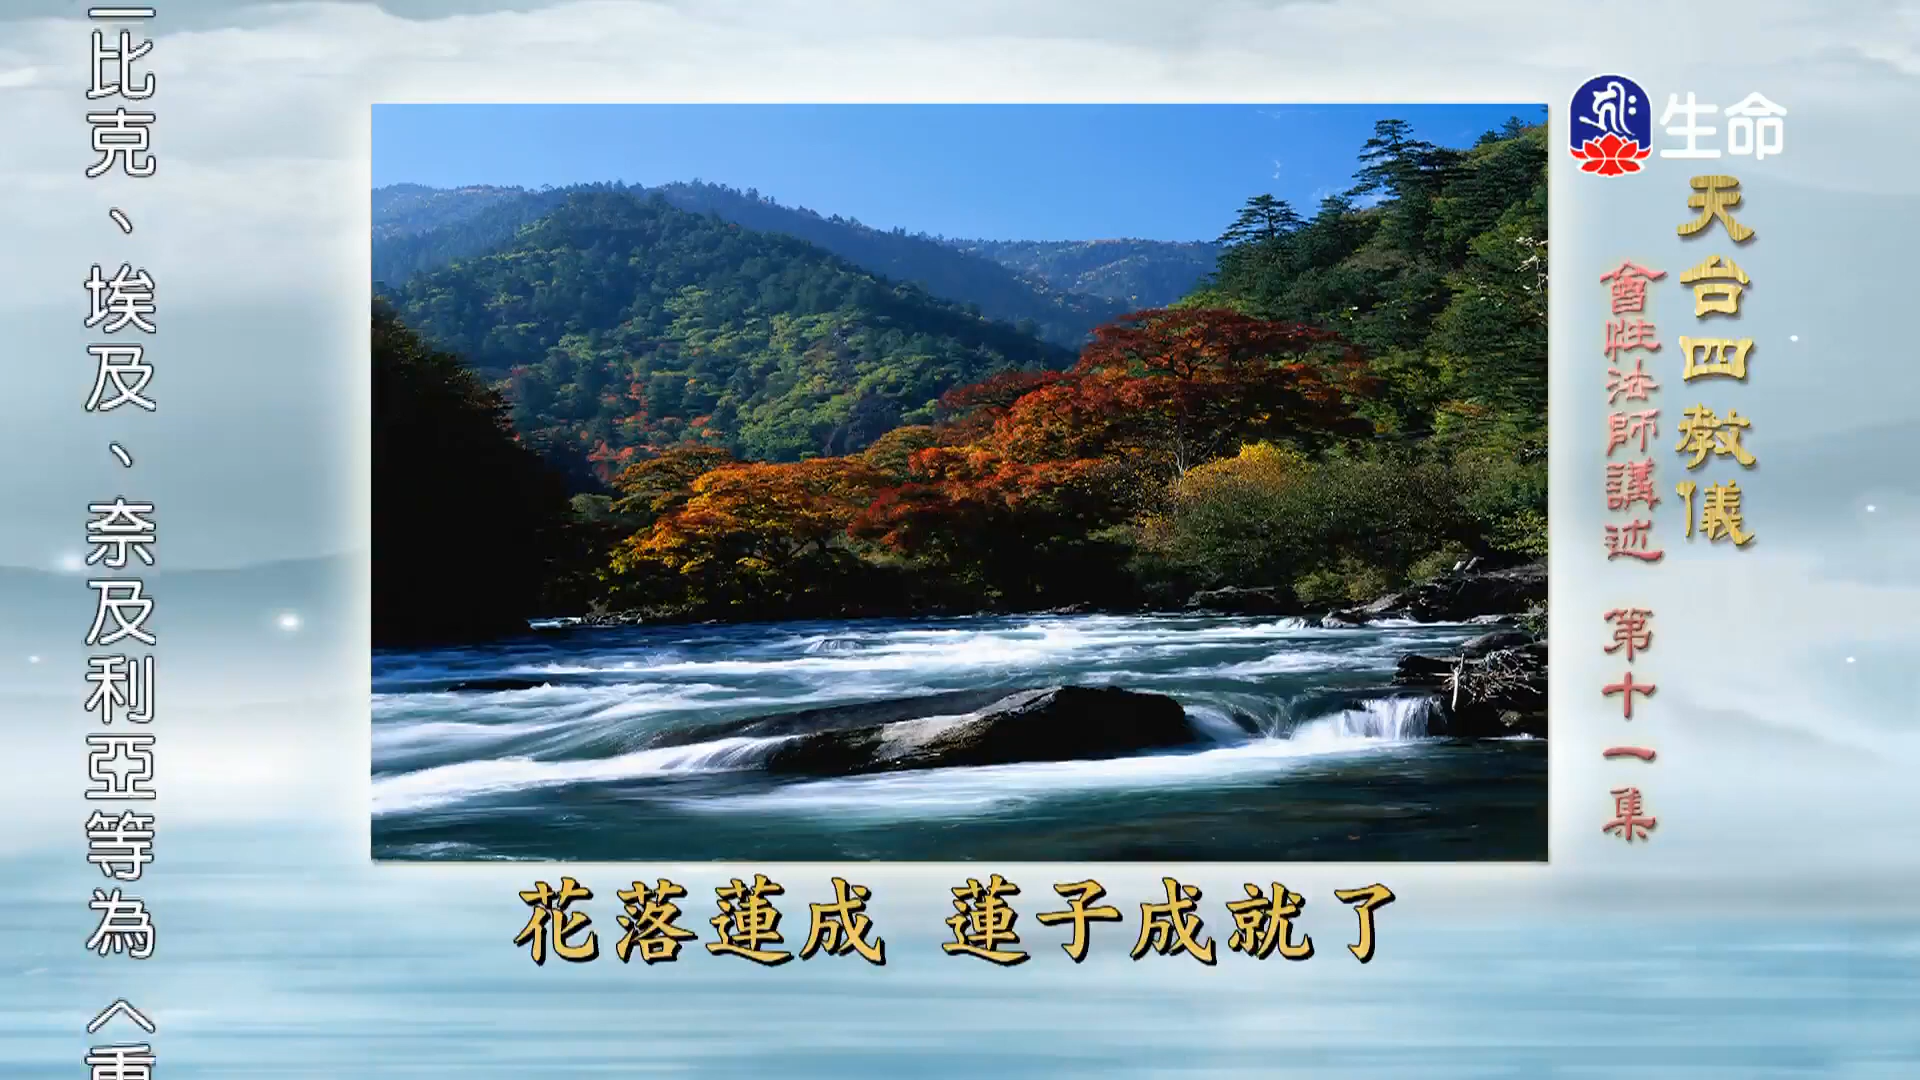 生命
天台四教儀
會性法師講述 第十一集
比克、埃及、奈及利亞等為〈重
花落蓮成 蓮子成就了